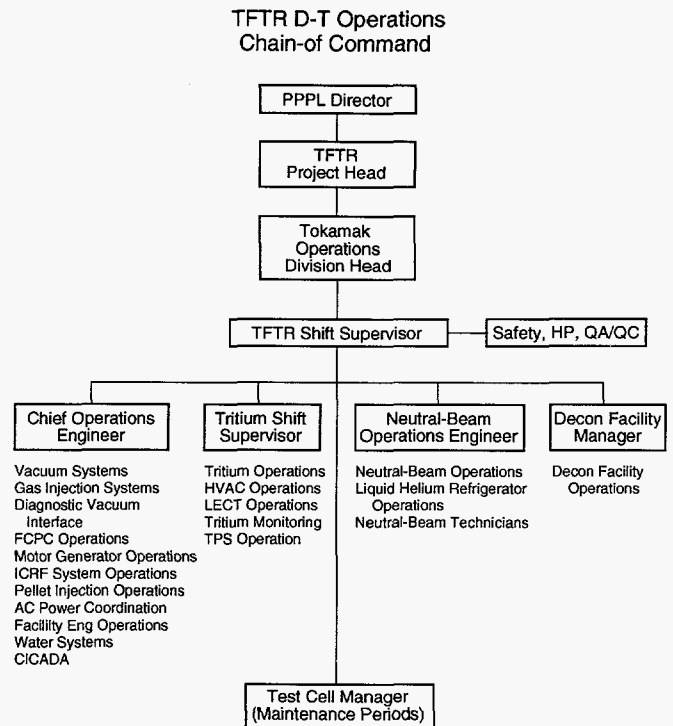 TFTR D-T Operations
Chain-of Command
PPPL Director
TFTR
Project Head
Tokamak
Operations
Division Head
TFTR Shift Supervisor
Safety, HP, QA/QC
Chief Operations
Engineer
Vacuum Systems
Gas Injection Systems
Diagnostic Vacuum
Interface
FCPC Operations
Motor Generator Operations
ICRF System Operations
Pellet Injection Operations
AC Power Coordination
Facility Eng Operations
Water Systems
CICADA
Tritium Shift
Supervisor
Tritium Operations
HVAC Operations
LECT Operations
Tritium Monitoring
TPS Operation
Neutral-Beam
Operations Engineer
Neutral-Beam Operations
Liquid Helium Refrigerator
Operations
Neutral-Beam Technicians
Decon Facility
Manager
Decon Facility
Operations
Test Cell Manager
(Maintenance Periods)